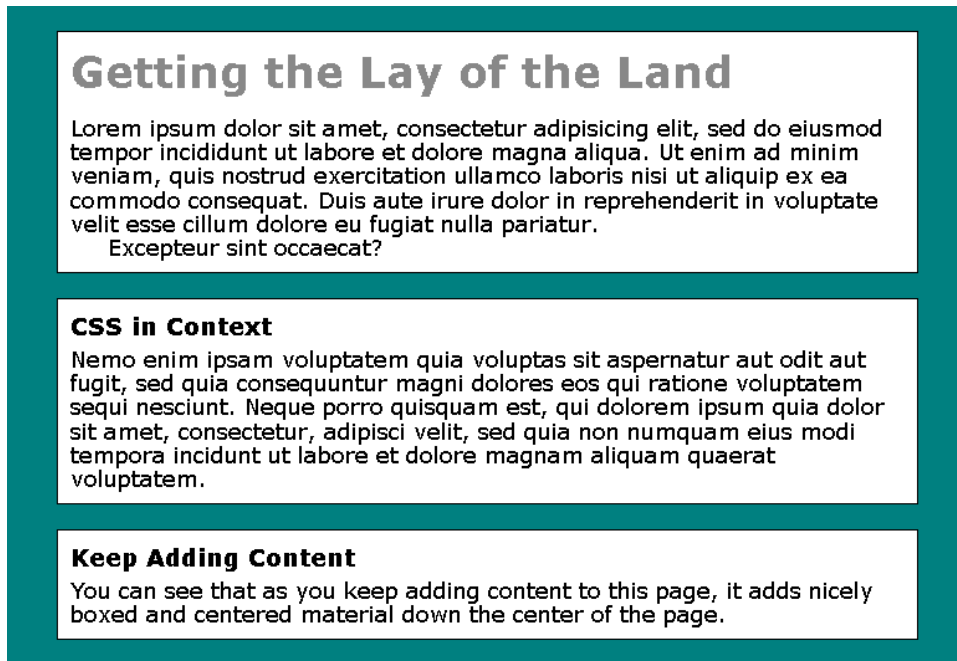 Getting the Lay of the Land
Lorem ipsum dolor sit amet, consectetur adipisicing elit, sed do eiusmod
tempor incididunt ut labore et dolore magna aliqua. Ut enim ad minim
veniam, quis nostrud exercitation ullamco laboris nisi ut aliquip ex ea
commodo consequat. Duis aute irure dolor in reprehenderit in voluptate
velit esse cillum dolore eu fugiat nulla pariatur.
Excepteur sint occaecat?
CSS in Context
Nemo enim ipsam voluptatem quia voluptas sit aspernatur aut odit aut
fugit, sed quia consequuntur magni dolores eos qui ratione voluptatem
sequi nesciunt. Neque porro quisquam est, qui dolorem ipsum quia dolor
sit amet, consectetur, adipisci velit, sed quia non numquam eius modi
tempora incidunt ut labore et dolore magnam aliquam quaerat
voluptatem.
Keep Adding Content
You can see that as you keep adding content to this page, it adds nicely
boxed and centered material down the center of the page.